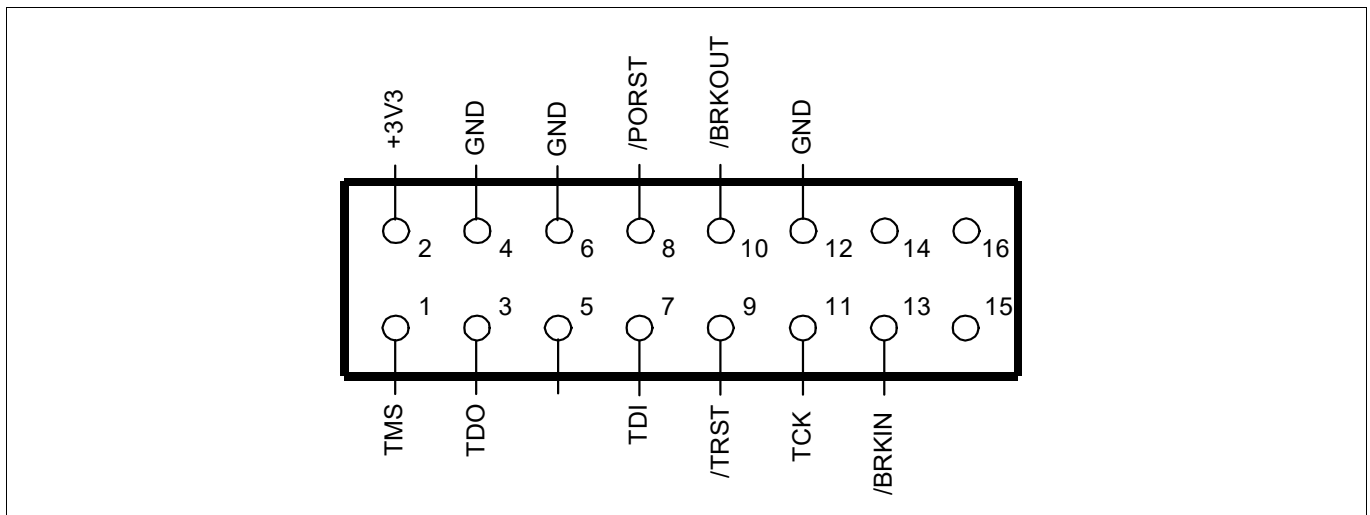 +3V3 GND GND /PORST /BRKOUT GND
2 4 6 8 10 12 14 16
1 3 5 7 9 11 13 15
TMS TDO TDI /TRST TCK /BRKIN